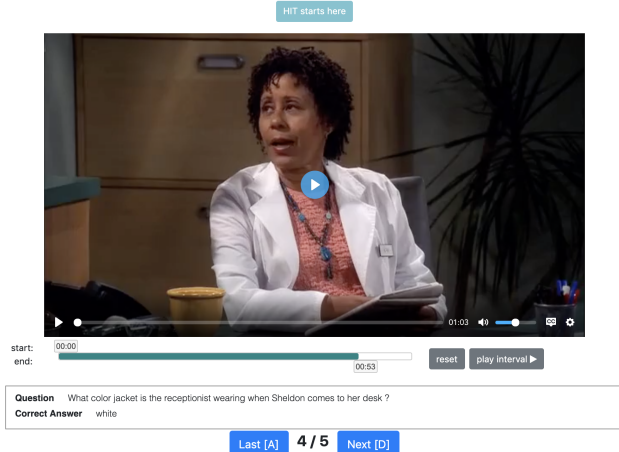 HIT starts here
01:03
start:
00:00
end:
00:53
reset
play interval
Question What color jacket is the receptionist wearing when Sheldon comes to her desk ?
Correct Answer white
Last [A] 4 / 5 Next [D]